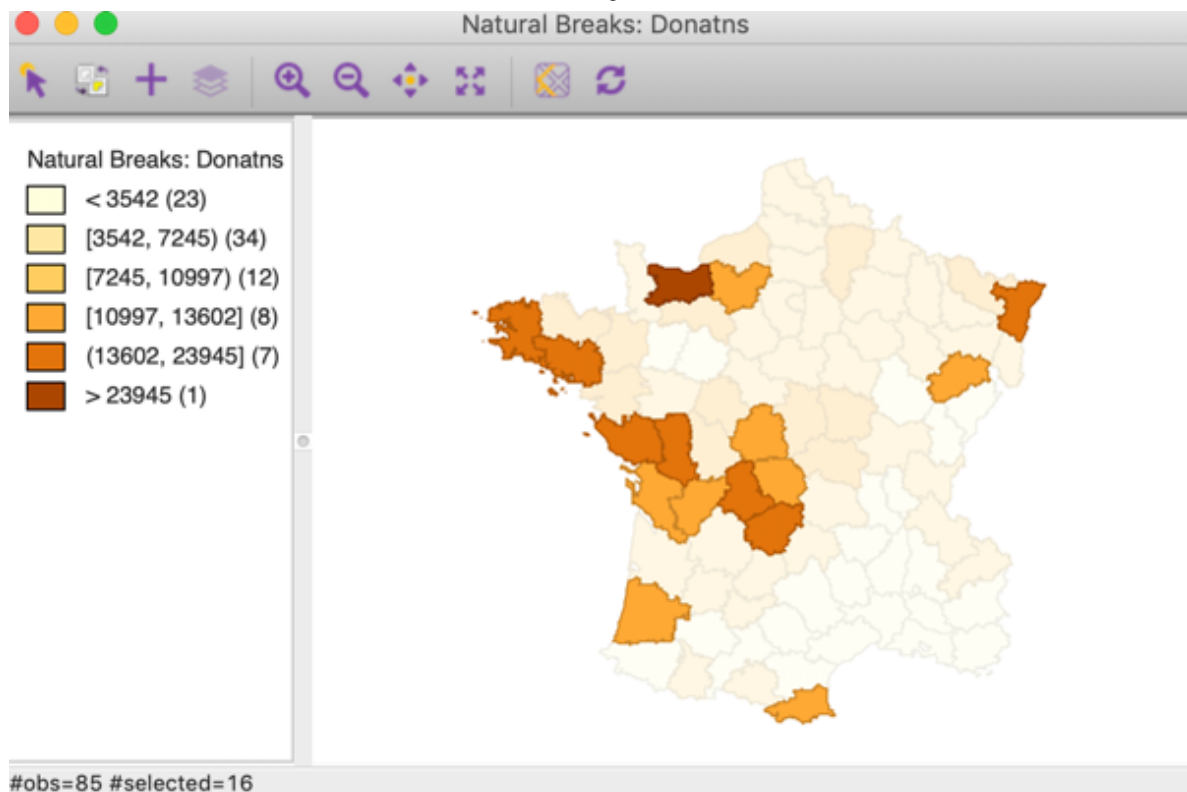 Natural Breaks: Donatns
Natural Breaks: Donatns
< 3542 (23)
[3542, 7245) (34)
[7245, 10997) (12)
[10997, 13602] (8)
(13602, 23945] (7)
> 23945 (1)
#obs=85 #selected=16